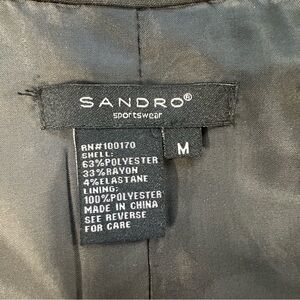 SANDRO®
sportswear
M
RN#100170
SHELL:
63%POLYESTER
33%RAYON
4%ELASTANE
LINING:
100%POLYESTER
MADE IN CHINA
SEE REVERSE
FOR CARE